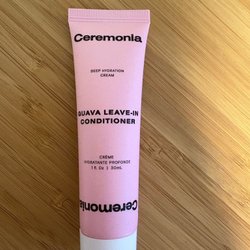 Ceremonia
DEEP HYDRATION
CREAM
GUAVA LEAVE-IN
CONDITIONER
CRÈME
HYDRATANTE PROFONDE
1 fl Oz | 30mL
Ceremonia